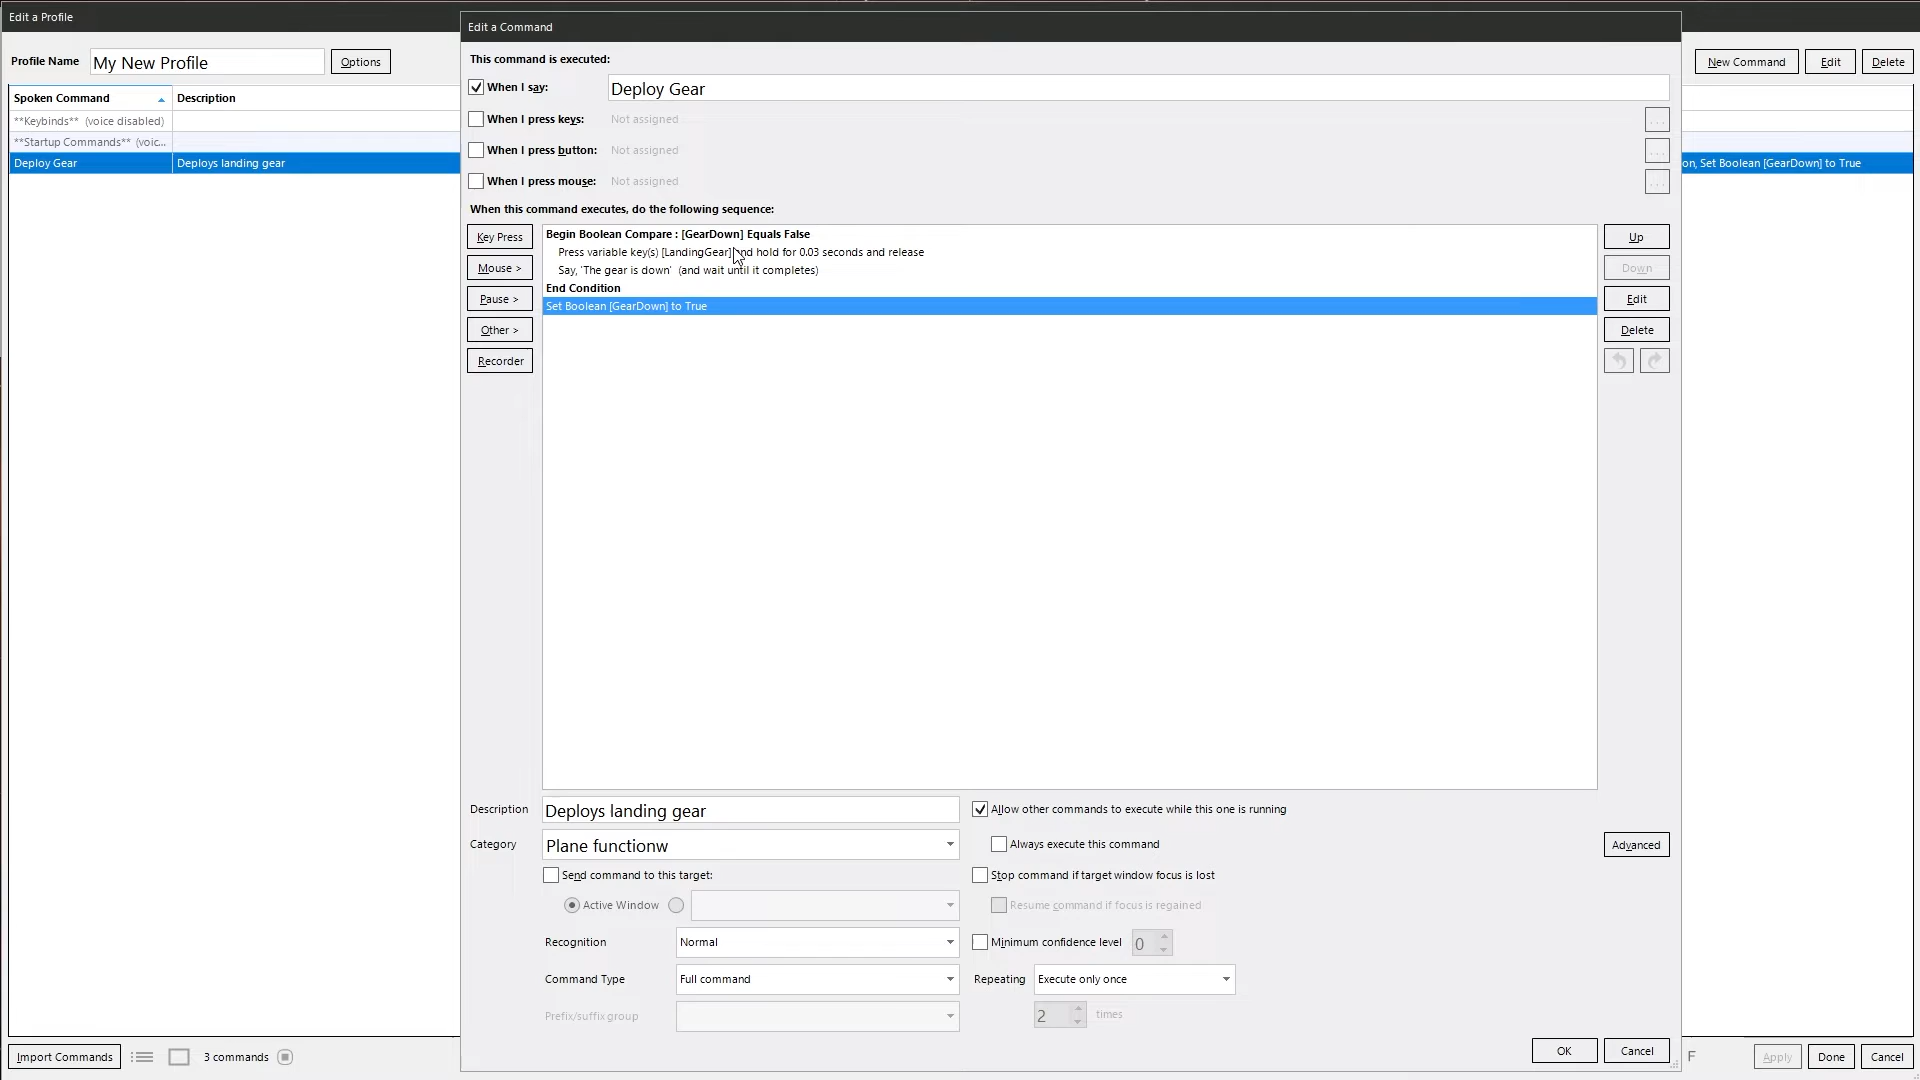 Edit a Profile
Edit a Command
Profile Name My New Profile Options
New Command Edit Delete
Spoken Command Description
**Keybinds** (voice disabled)
**Startup Commands** (voic...
Deploy Gear Deploys landing gear
on, Set Boolean [GearDown] to True
This command is executed:
When I say: Deploy Gear
When I press keys: Not assigned ...
When I press button: Not assigned ...
When I press mouse: Not assigned ...
When this command executes, do the following sequence:
Key Press
Mouse >
Pause >
Other >
Recorder
Begin Boolean Compare : [GearDown] Equals False
Press variable key(s) [LandingGear] and hold for 0.03 seconds and release
Say, 'The gear is down' (and wait until it completes)
End Condition
Set Boolean [GearDown] to True
Up
Down
Edit
Delete
Description Deploys landing gear
Category Plane functionw
Send command to this target:
Active Window
Recognition Normal
Command Type Full command
Prefix/suffix group
Allow other commands to execute while this one is running
Always execute this command
Advanced
Stop command if target window focus is lost
Resume command if focus is regained
Minimum confidence level 0
Repeating Execute only once
2 times
OK Cancel
Import Commands 3 commands
F Apply Done Cancel